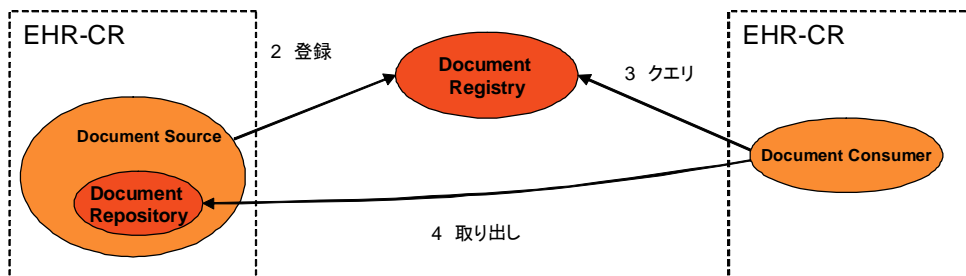 EHR-CR
2 登録
Document
Registry
3 クエリ
EHR-CR
Document Source
Document
Repository
Document Consumer
4 取り出し